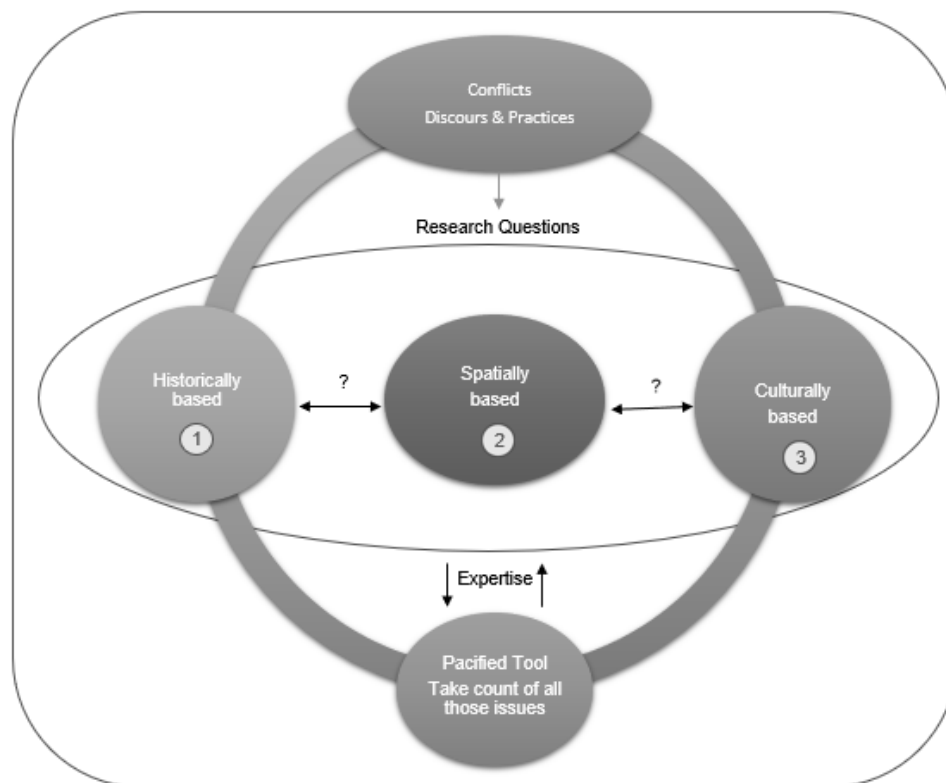 Conflicts
Discours & Practices
Research Questions
Historically
based
1
?
Spatially
based
2
?
Culturally
based
3
Expertise
Pacified Tool
Take count of all
those issues